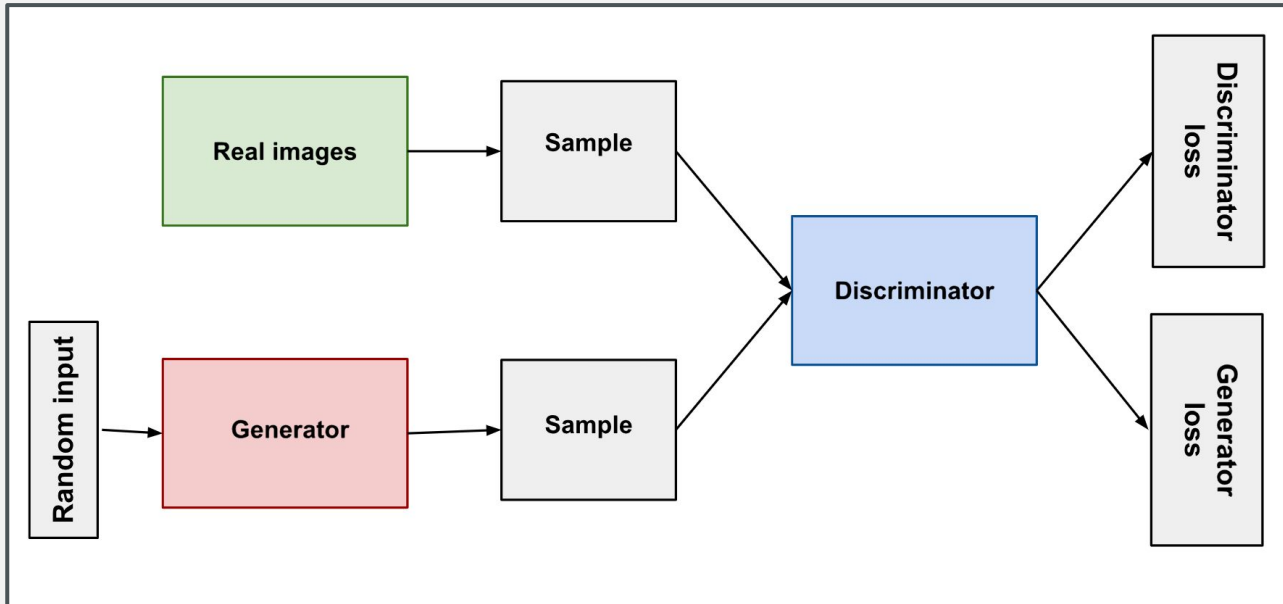 Real images
Sample
Discriminator
loss
Discriminator
Random input
Generator
Sample
Generator
loss